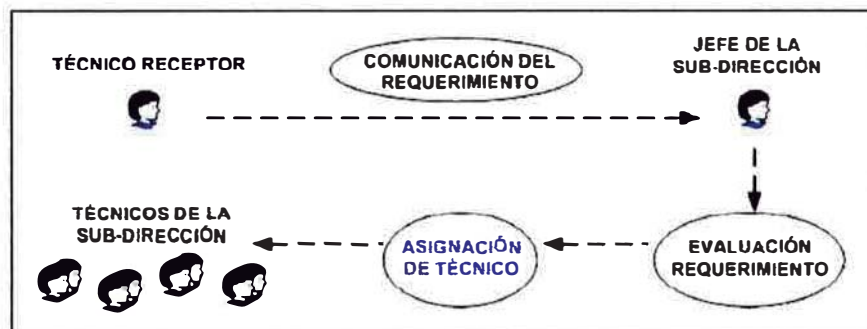 TÉCNICO RECEPTOR
COMUNICACIÓN DEL
REQUERIMIENTO
JEFE DE LA
SUB-DIRECCIÓN
TÉCNICOS DE LA
SUB-DIRECCIÓN
ASIGNACIÓN
DE TÉCNICO
EVALUACIÓN
REQUERIMIENTO